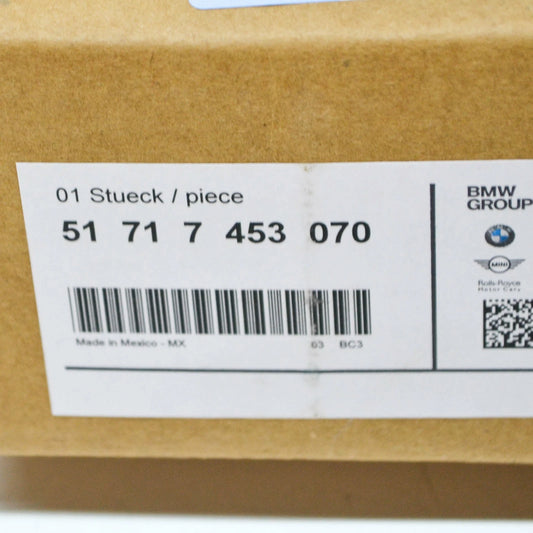 01 Stueck / piece
51 71 7 453 070
Made in Mexico - MX
03 BC3
BMW
GROUP
MINI
Rolls-Royce
Motor Cars